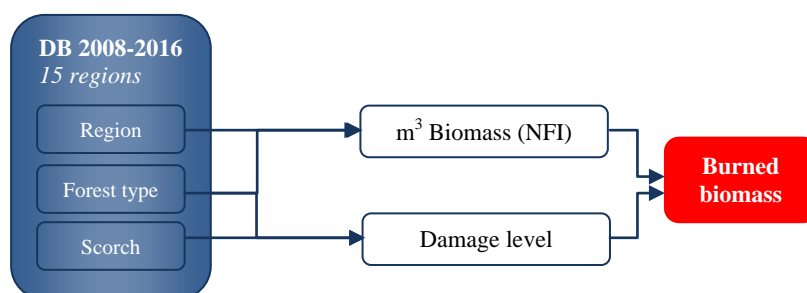 DB 2008-2016
15 regions
Region
Forest type
Scorch
m³ Biomass (NFI)
Damage level
Burned
biomass